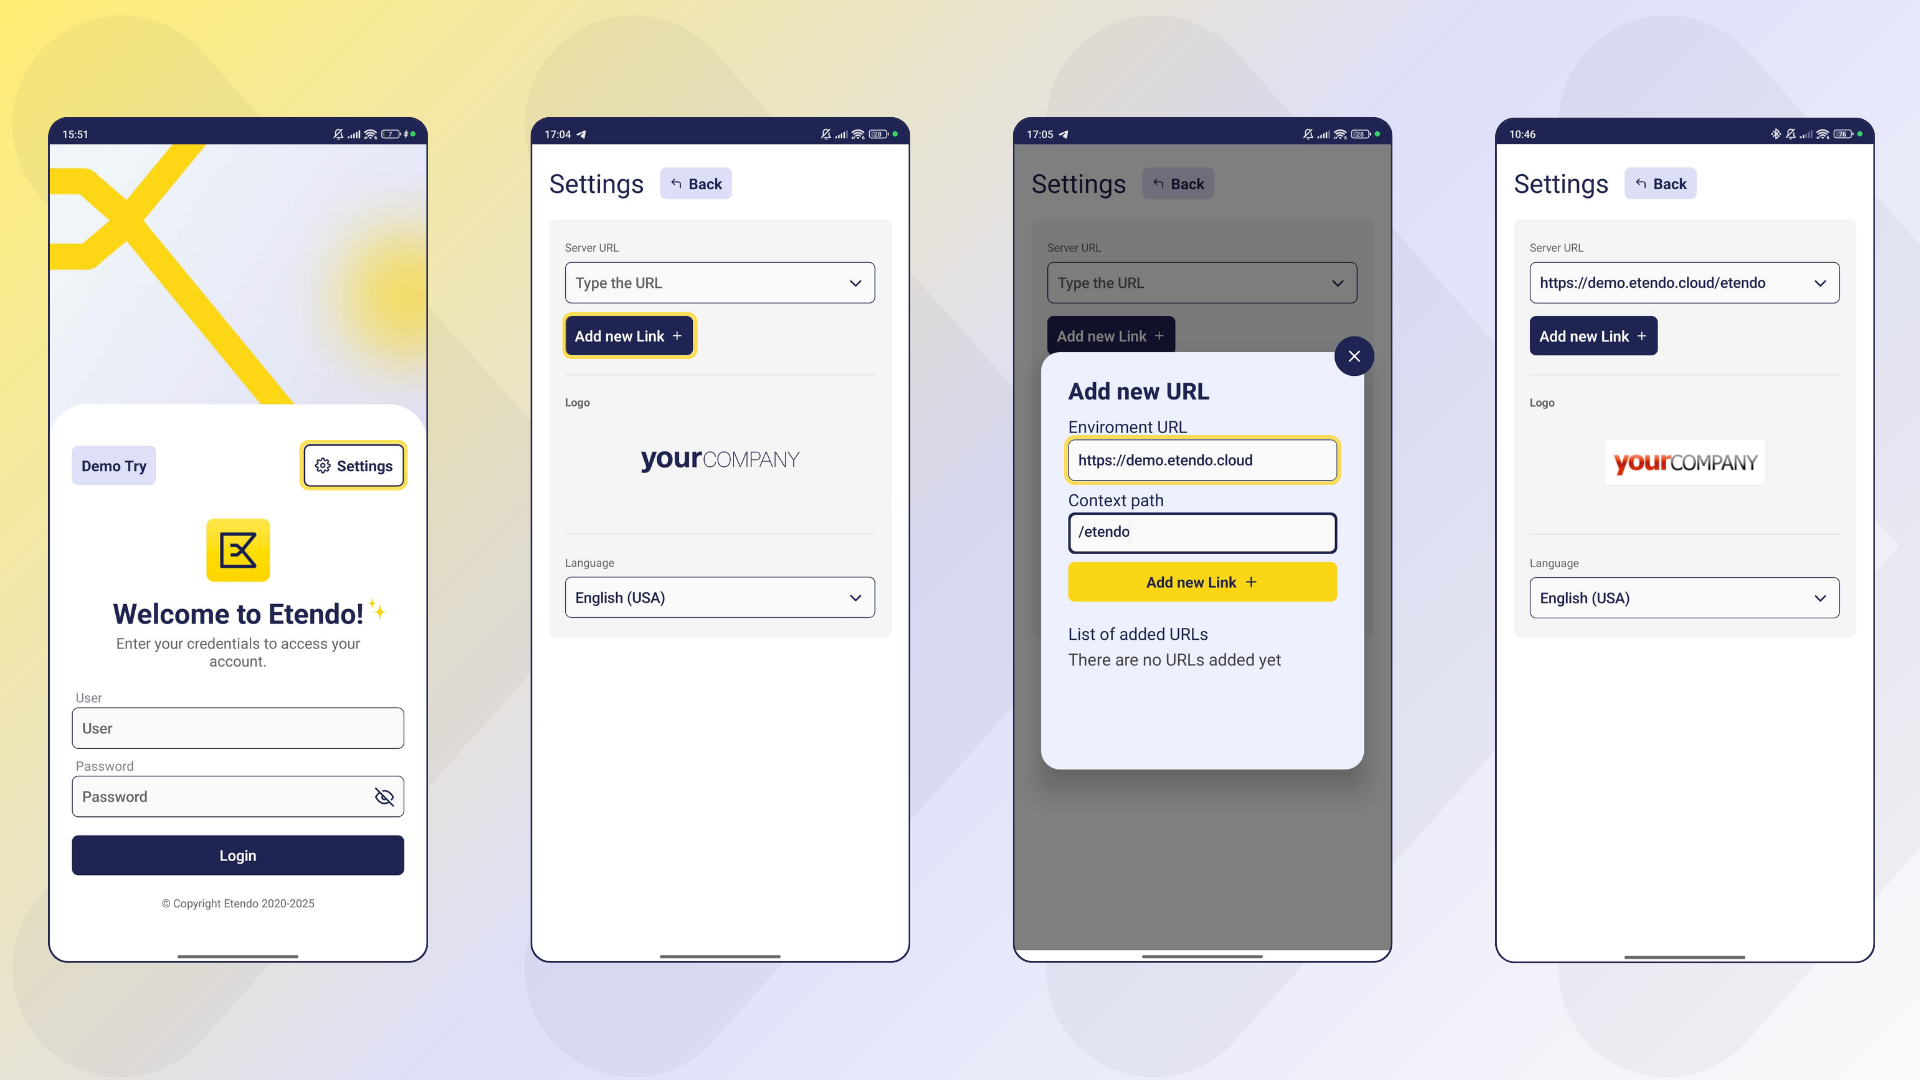 15:51
Demo Try
Settings
Welcome to Etendo!
Enter your credentials to access your
account.
User
User
Password
Password
Login
© Copyright Etendo 2020-2025
17:04
28
Settings
Back
Server URL
Type the URL
Add new Link +
Logo
yourCOMPANY
Language
English (USA)
17:05
28
Settings
Back
Server URL
Type the URL
Add new Link +
Add new URL
Enviroment URL
https://demo.etendo.cloud
Context path
/etendo
Add new Link +
List of added URLs
There are no URLs added yet
10:46
76
Settings
Back
Server URL
https://demo.etendo.cloud/etendo
Add new Link +
Logo
yourCOMPANY
Language
English (USA)